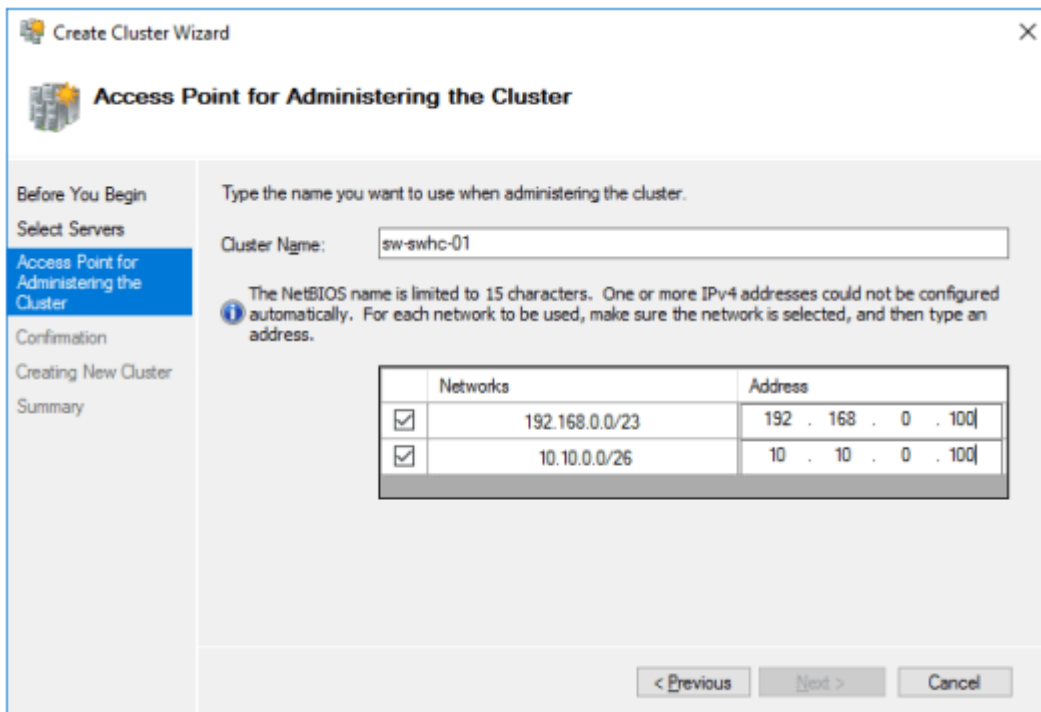 Create Cluster Wizard
Access Point for Administering the Cluster
Before You Begin
Select Servers
Access Point for
Administering the
Cluster
Confirmation
Creating New Cluster
Summary
Type the name you want to use when administering the cluster.
Cluster Name: sw-swhc-01
The NetBIOS name is limited to 15 characters. One or more IPv4 addresses could not be configured
automatically. For each network to be used, make sure the network is selected, and then type an
address.
Networks Address
192.168.0.0/23 192 . 168 . 0 . 100
10.10.0.0/26 10 . 10 . 0 . 100
< Previous Next > Cancel